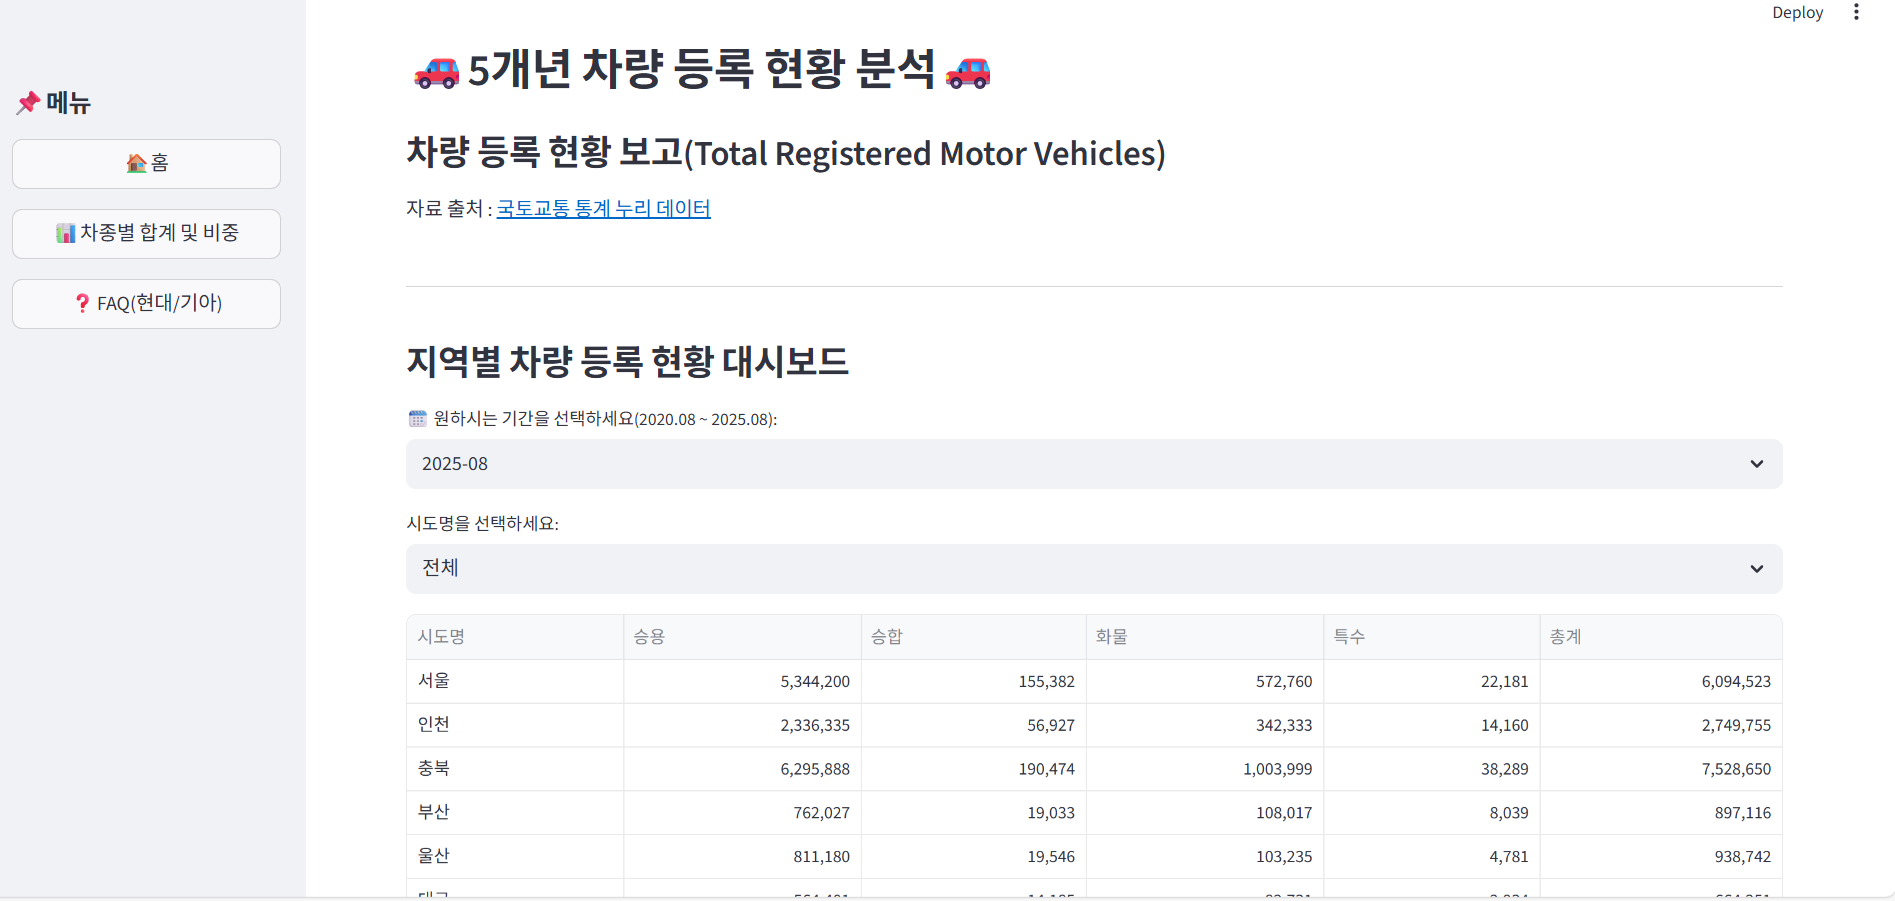 Deploy
📌 메뉴
🏠 홈
📊 차종별 합계 및 비중
❓ FAQ(현대/기아)
🚗 5개년 차량 등록 현황 분석 🚗
차량 등록 현황 보고(Total Registered Motor Vehicles)
자료 출처 : 국토교통 통계 누리 데이터
지역별 차량 등록 현황 대시보드
원하시는 기간을 선택하세요(2020.08 ~ 2025.08):
2025-08
시도명을 선택하세요:
전체
시도명 승용 승합 화물 특수 총계
서울 5,344,200 155,382 572,760 22,181 6,094,523
인천 2,336,335 56,927 342,333 14,160 2,749,755
충북 6,295,888 190,474 1,003,999 38,289 7,528,650
부산 762,027 19,033 108,017 8,039 897,116
울산 811,180 19,546 103,235 4,781 938,742